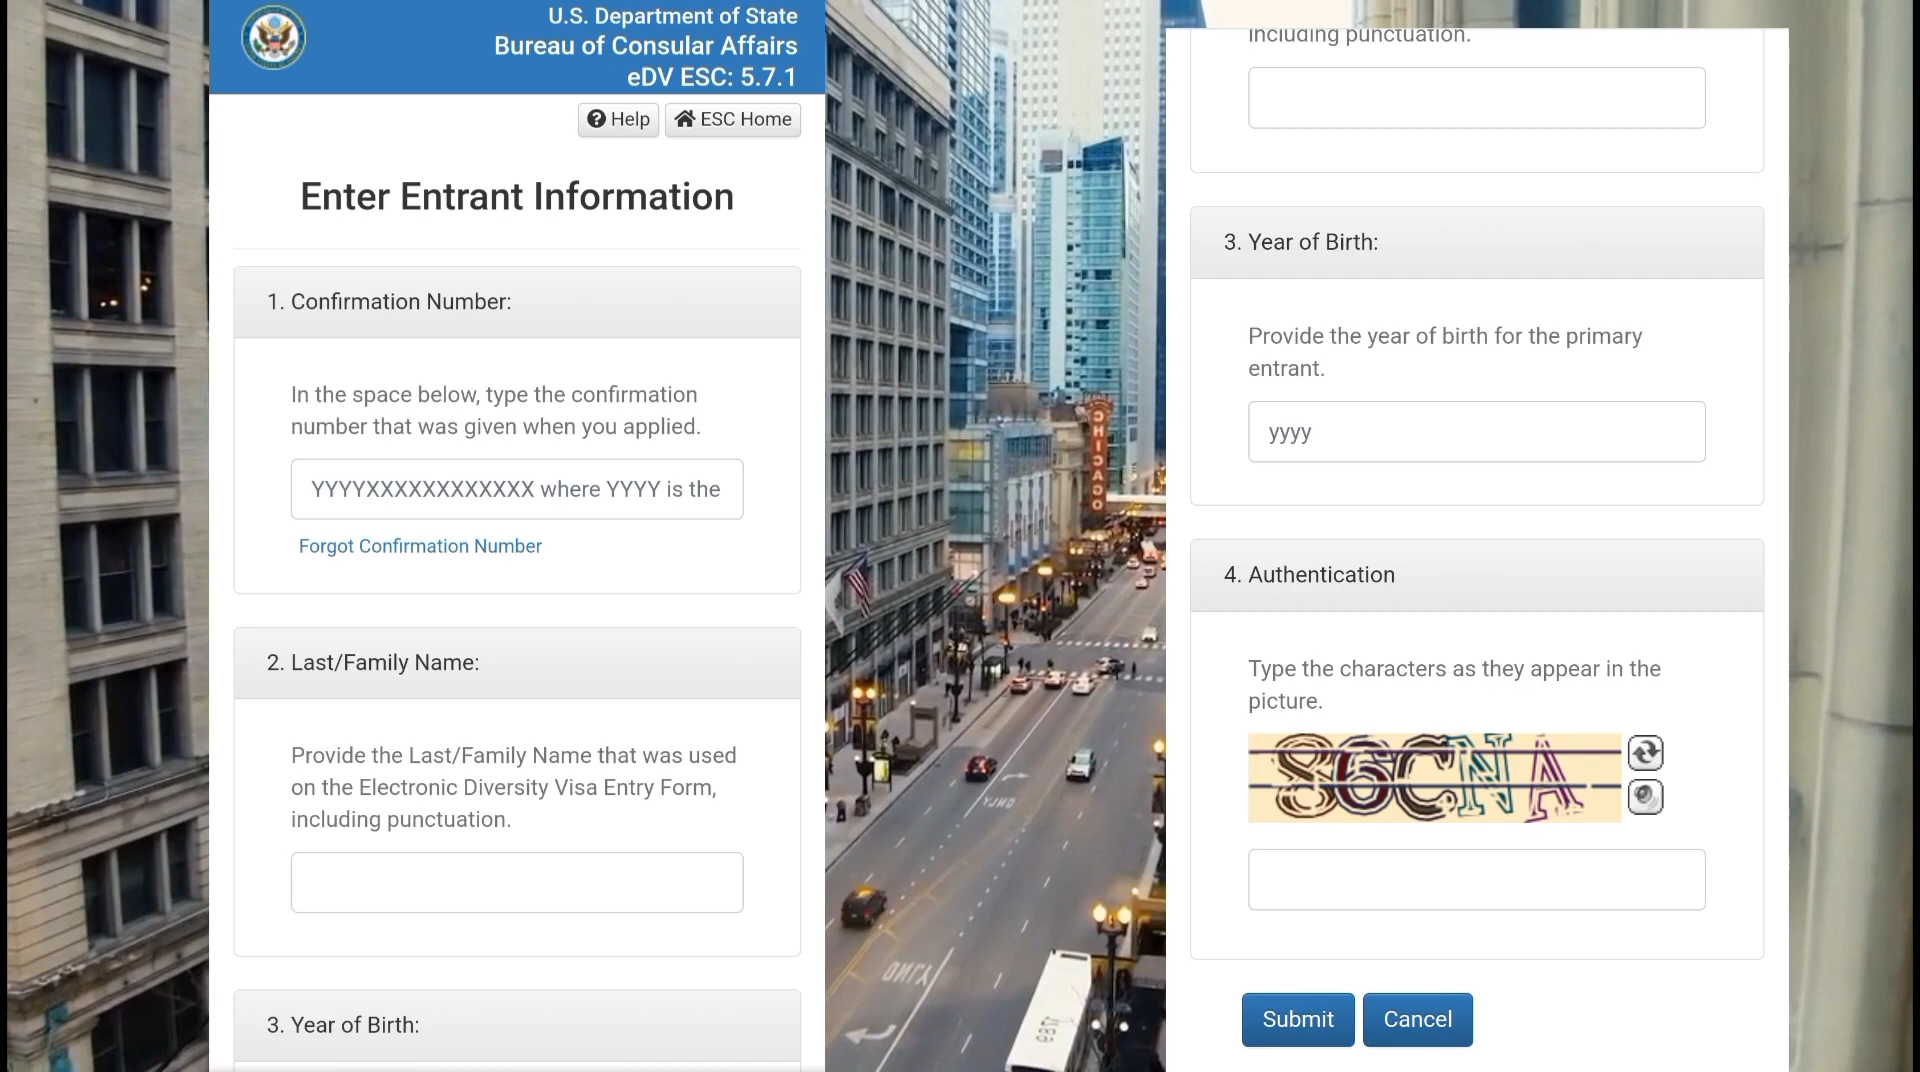 U.S. Department of State
Bureau of Consular Affairs
eDV ESC: 5.7.1
Help
ESC Home
Enter Entrant Information
1. Confirmation Number:
In the space below, type the confirmation
number that was given when you applied.
YYYYXXXXXXXXXXXX where YYYY is the
Forgot Confirmation Number
2. Last/Family Name:
Provide the Last/Family Name that was used
on the Electronic Diversity Visa Entry Form,
including punctuation.
3. Year of Birth:
CHICAGO
ONLY
ONLY
including punctuation.
3. Year of Birth:
Provide the year of birth for the primary
entrant.
yyyy
4. Authentication
Type the characters as they appear in the
picture.
86CNA
Submit
Cancel